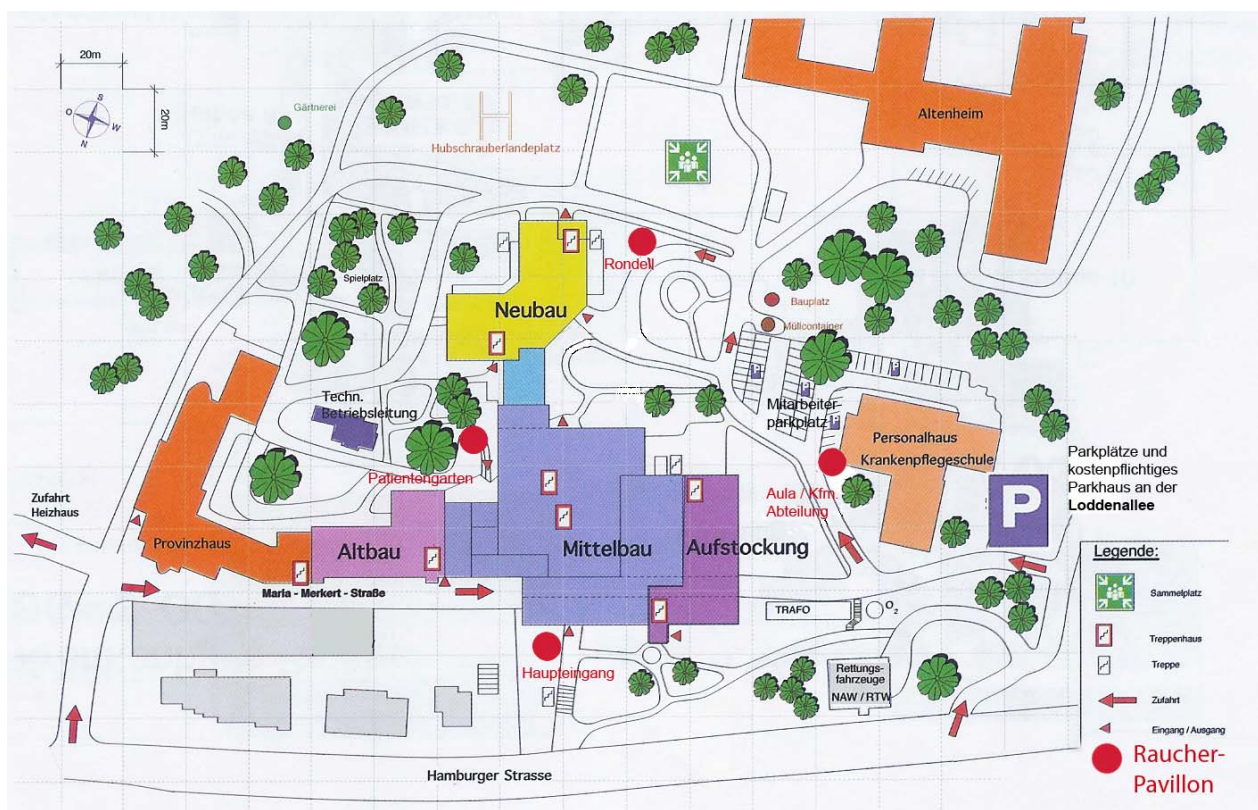 20m
20m
S
O
W
N
Gärtnerei
Hubschrauberlandeplatz
Altenheim
Rondell
Spielplatz
Neubau
Bauplatz
Müllcontainer
Techn.
Betriebsleitung
Mitarbeiter
parkplatz
Personalhaus
Krankenpflegeschule
Patientengarten
Aula / Kfm.
Abteilung
Parkplätze und
kostenpflichtiges
Parkhaus an der
Loddenallee
P
Zufahrt
Heizhaus
Provinzhaus
Altbau
Mittelbau
Aufstockung
Maria - Merkert - Straße
TRAFO
O2
Haupteingang
Rettungs-
fahrzeuge
NAW / RTW
Hamburger Strasse
Legende:
Sammelplatz
Treppenhaus
Treppe
Zufahrt
Eingang / Ausgang
Raucher-
Pavillon